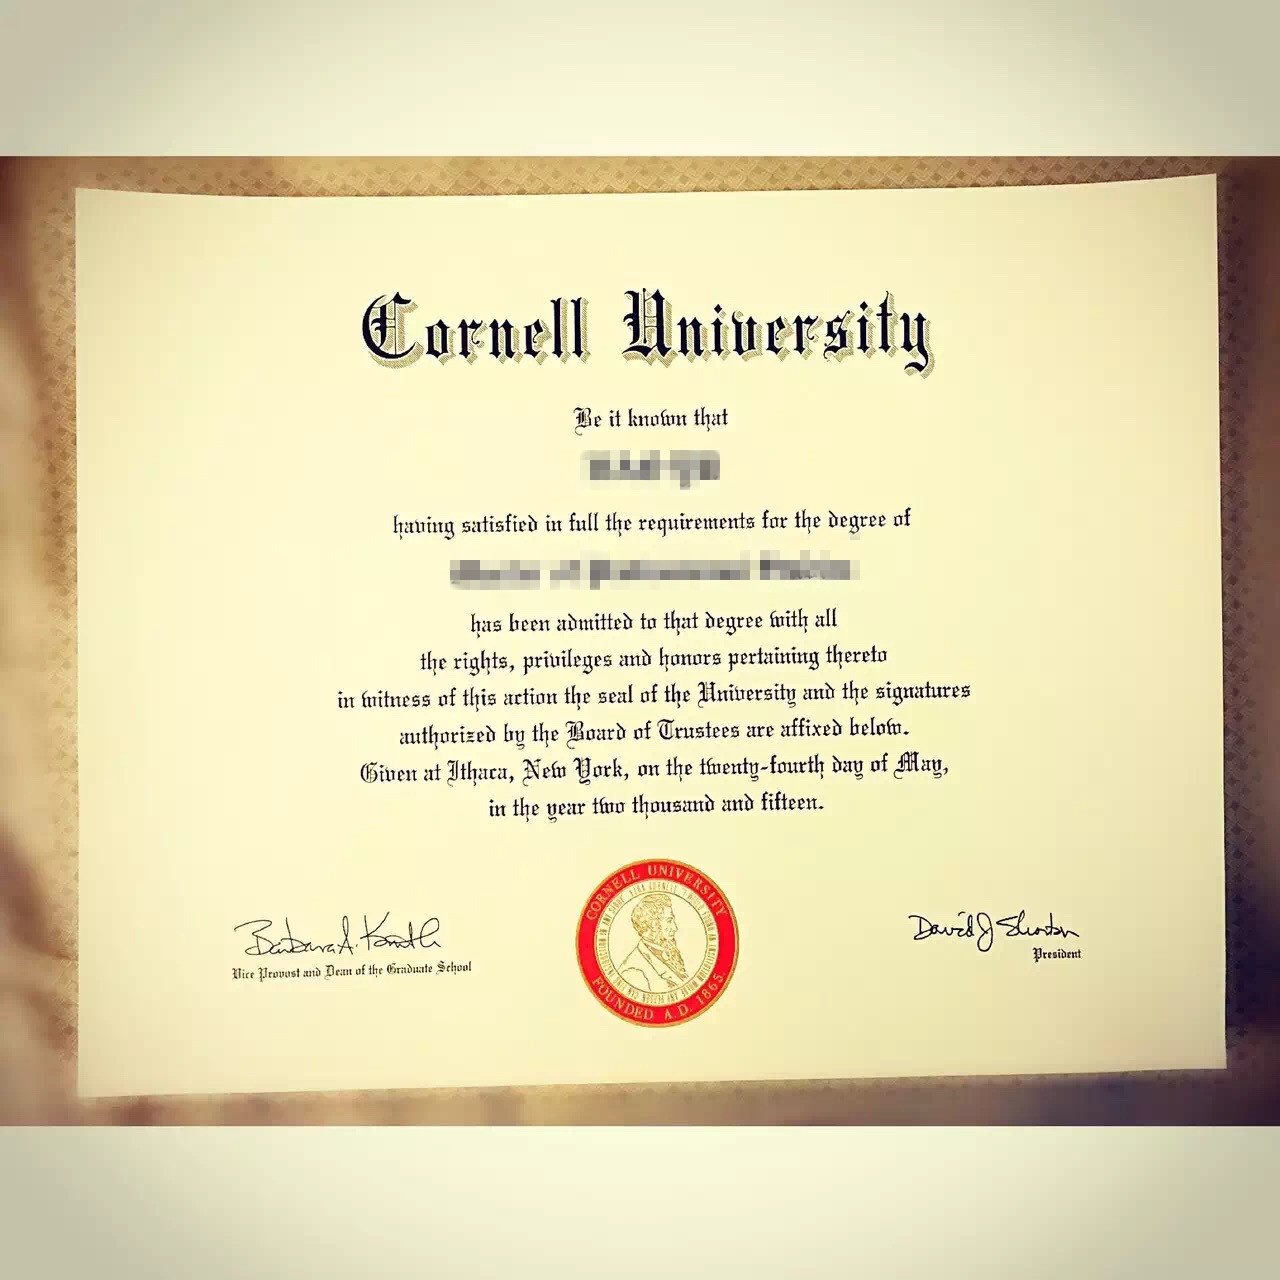 Cornell University
Be it known that
having satisfied in full the requirements for the degree of
has been admitted to that degree with all
the rights, privileges and honors pertaining thereto
in witness of this action the seal of the University and the signatures
authorized by the Board of Trustees are affixed below.
Given at Ithaca, New York, on the twenty-fourth day of May,
in the year two thousand and fifteen.
CORNELL UNIVERSITY
FOUNDED A.D. 1865
Barbara A. Knuth
Vice Provost and Dean of the Graduate School
David J Skorton
President